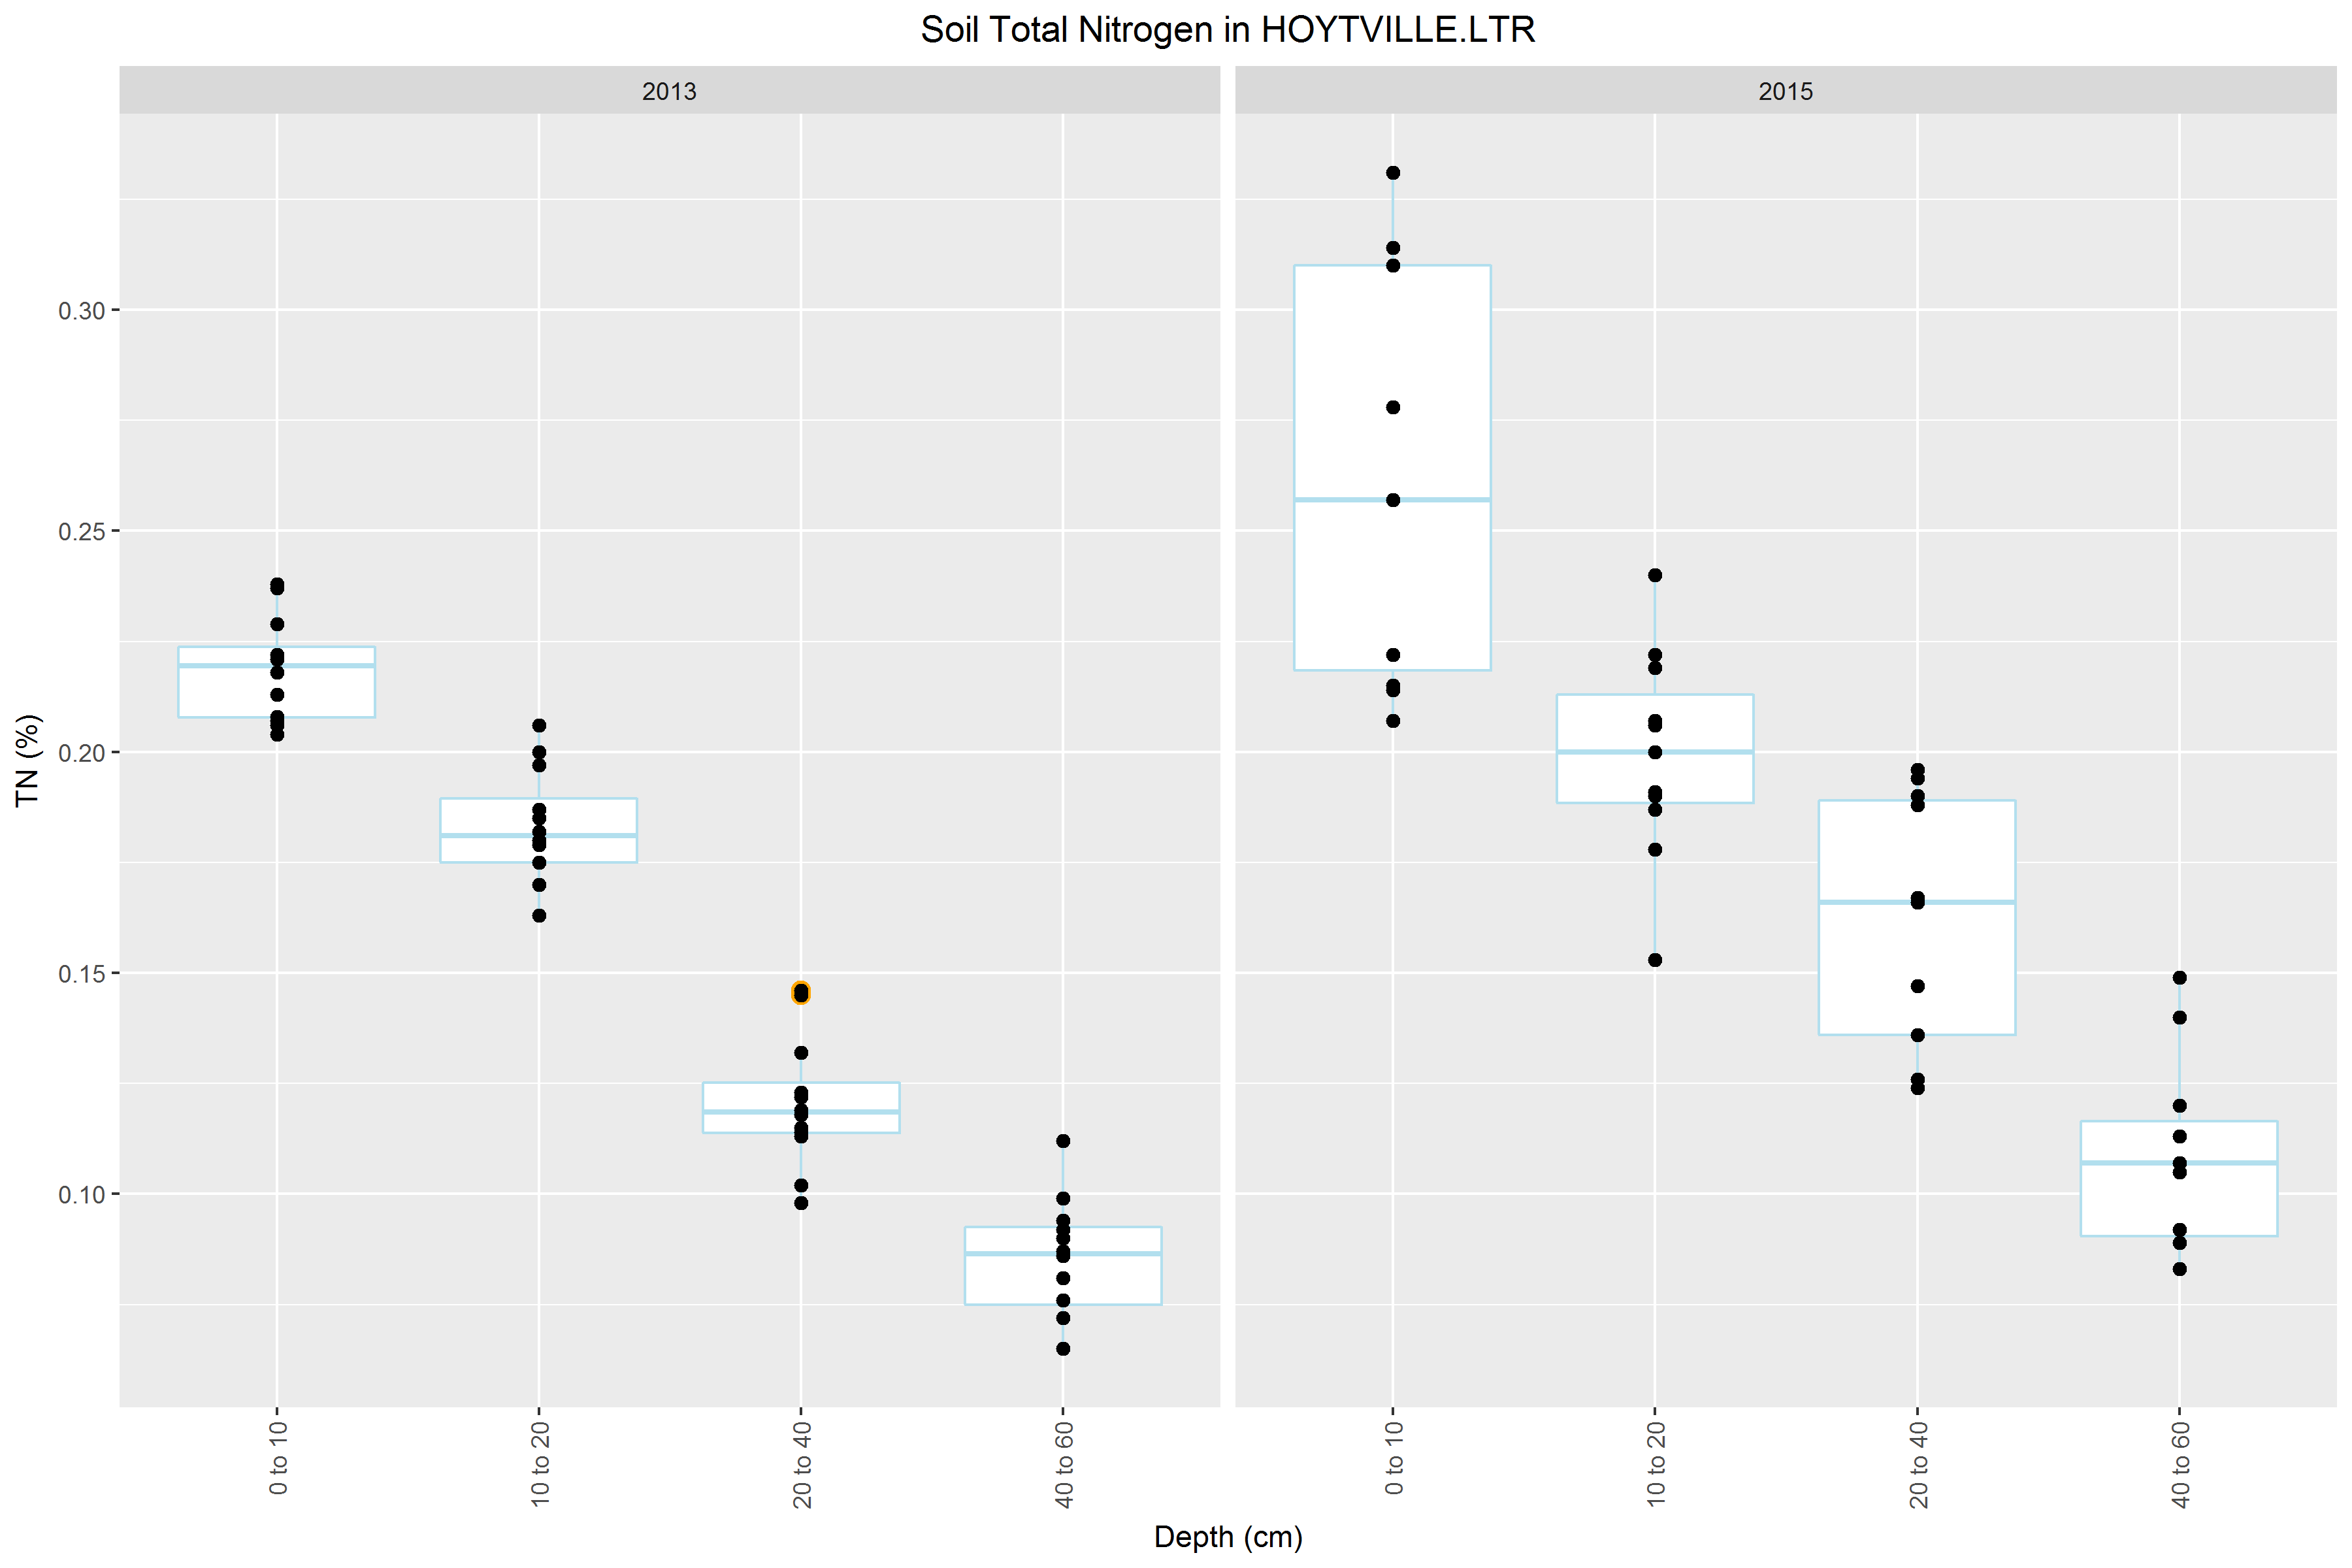 Soil Total Nitrogen in HOYTVILLE.LTR
2013
2015
TN (%)
0.30
0.25
0.20
0.15
0.10
0 to 10
10 to 20
20 to 40
40 to 60
0 to 10
10 to 20
20 to 40
40 to 60
Depth (cm)